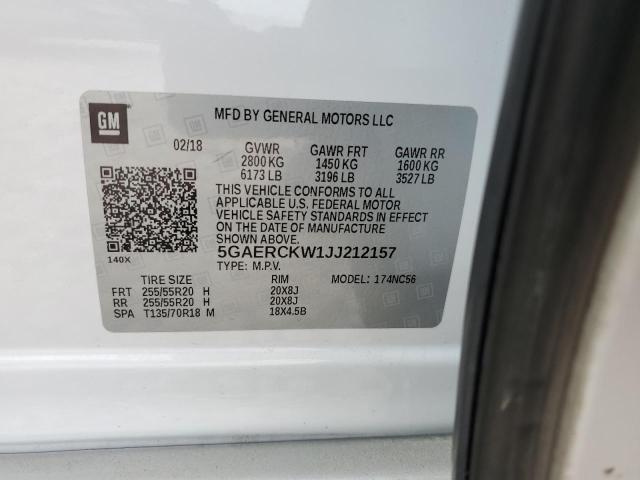 GM
MFD BY GENERAL MOTORS LLC
02/18 GVWR GAWR FRT GAWR RR
2800 KG 1450 KG 1600 KG
6173 LB 3196 LB 3527 LB
THIS VEHICLE CONFORMS TO ALL
APPLICABLE U.S. FEDERAL MOTOR
VEHICLE SAFETY STANDARDS IN EFFECT
ON THE DATE OF MANUFACTURE
SHOWN ABOVE.
5GAERCKW1JJ212157
140X TYPE: M.P.V.
TIRE SIZE RIM MODEL: 174NC56
FRT 255/55R20 H 20X8J
RR 255/55R20 H 20X8J
SPA T135/70R18 M 18X4.5B